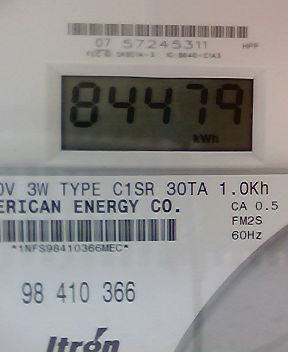 07 57245311 HPP
84479
kWh
0V 3W TYPE C1SR 30TA 1.0Kh
ERICAN ENERGY CO. CA 0.5
FM2S
60Hz
*1NFS98410366MEC*
98 410 366
Itron